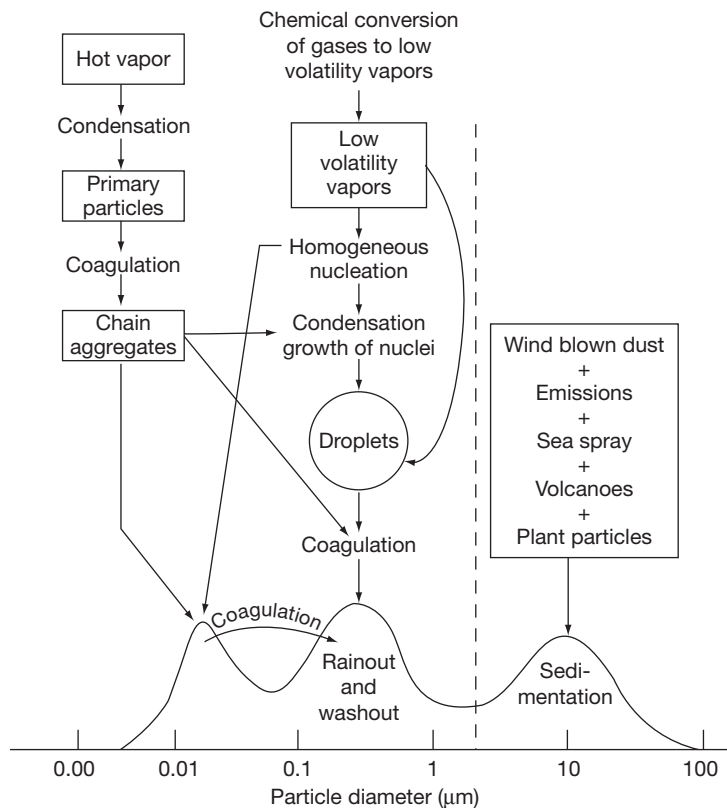 Hot vapor
Condensation
Primary
particles
Coagulation
Chain
aggregates
Chemical conversion
of gases to low
volatility vapors
Low
volatility
vapors
Homogeneous
nucleation
Condensation
growth of nuclei
Droplets
Coagulation
Wind blown dust
+
Emissions
+
Sea spray
+
Volcanoes
+
Plant particles
Coagulation
Rainout
and
washout
Sedi-
mentation
0.00 0.01 0.1 1 10 100
Particle diameter (μm)